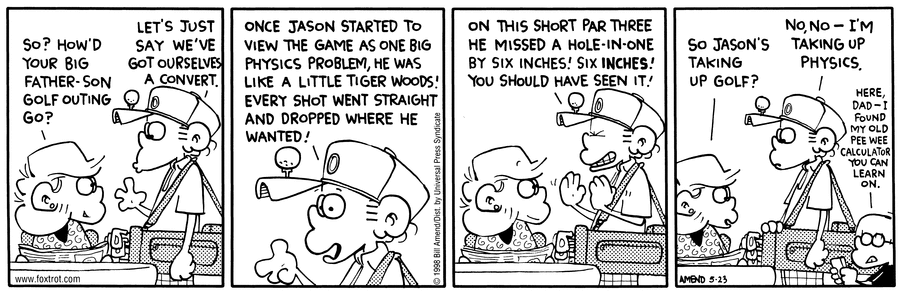 SO? HOW'D
YOUR BIG
FATHER-SON
GOLF OUTING
GO?
LET'S JUST
SAY WE'VE
GOT OURSELVES
A CONVERT.
www.foxtrot.com
ONCE JASON STARTED TO
VIEW THE GAME AS ONE BIG
PHYSICS PROBLEM, HE WAS
LIKE A LITTLE TIGER WOODS!
EVERY SHOT WENT STRAIGHT
AND DROPPED WHERE HE
WANTED!
© 1998 Bill Amend/Dist. by Universal Press Syndicate
ON THIS SHORT PAR THREE
HE MISSED A HOLE-IN-ONE
BY SIX INCHES! SIX INCHES!
YOU SHOULD HAVE SEEN IT!
SO JASON'S
TAKING
UP GOLF?
NO, NO – I'M
TAKING UP
PHYSICS.
HERE,
DAD – I
FOUND
MY OLD
PEE WEE
CALCULATOR
YOU CAN
LEARN
ON.
AMEND 5-23